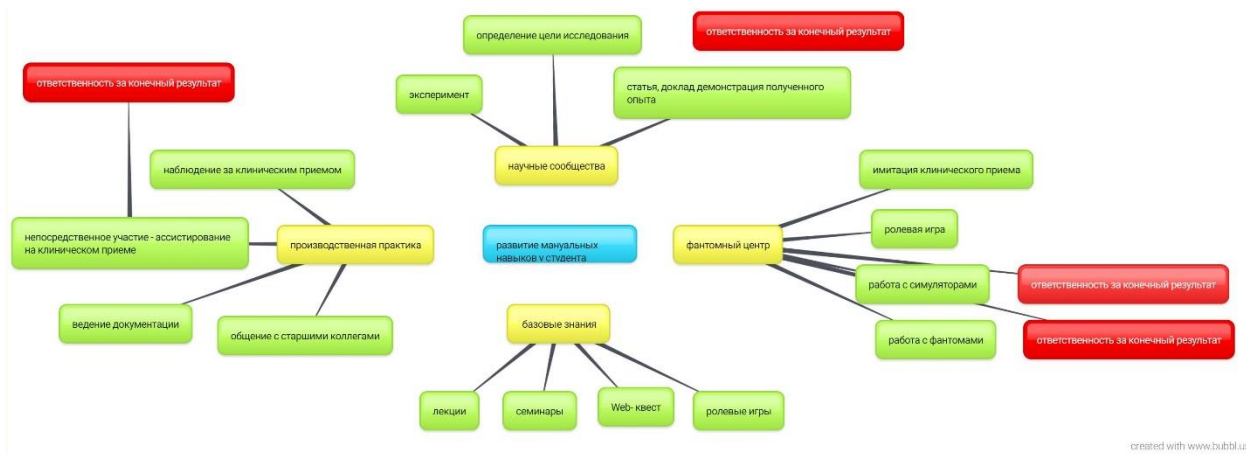 определение цели исследования
ответственность за конечный результат
ответственность за конечный результат
эксперимент
статья, доклад демонстрация полученного
опыта
научные сообщества
наблюдение за клиническим приемом
имитация клинического приема
непосредственное участие - ассистирование
на клиническом приеме
производственная практика
развитие мануальных
навыков у студента
фантомный центр
ролевая игра
работа с симуляторами
ответственность за конечный результат
ведение документации
общение с старшими коллегами
базовые знания
работа с фантомами
ответственность за конечный результат
лекции
семинары
Web- квест
ролевые игры
created with www.bubbl.us